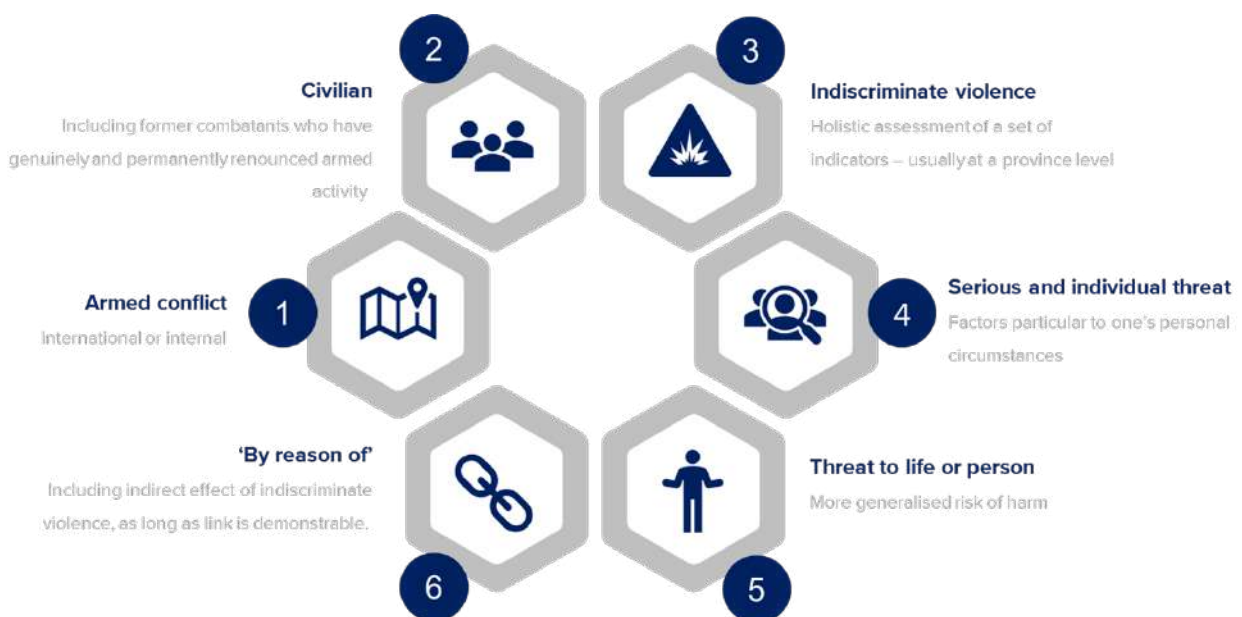 1
Armed conflict
International or internal
2
Civilian
Including former combatants who have
genuinely and permanently renounced armed
activity
3
Indiscriminate violence
Holistic assessment of a set of
indicators – usually at a province level
4
Serious and individual threat
Factors particular to one's personal
circumstances
5
Threat to life or person
More generalised risk of harm
6
‘By reason of’
Including indirect effect of indiscriminate
violence, as long as link is demonstrable.